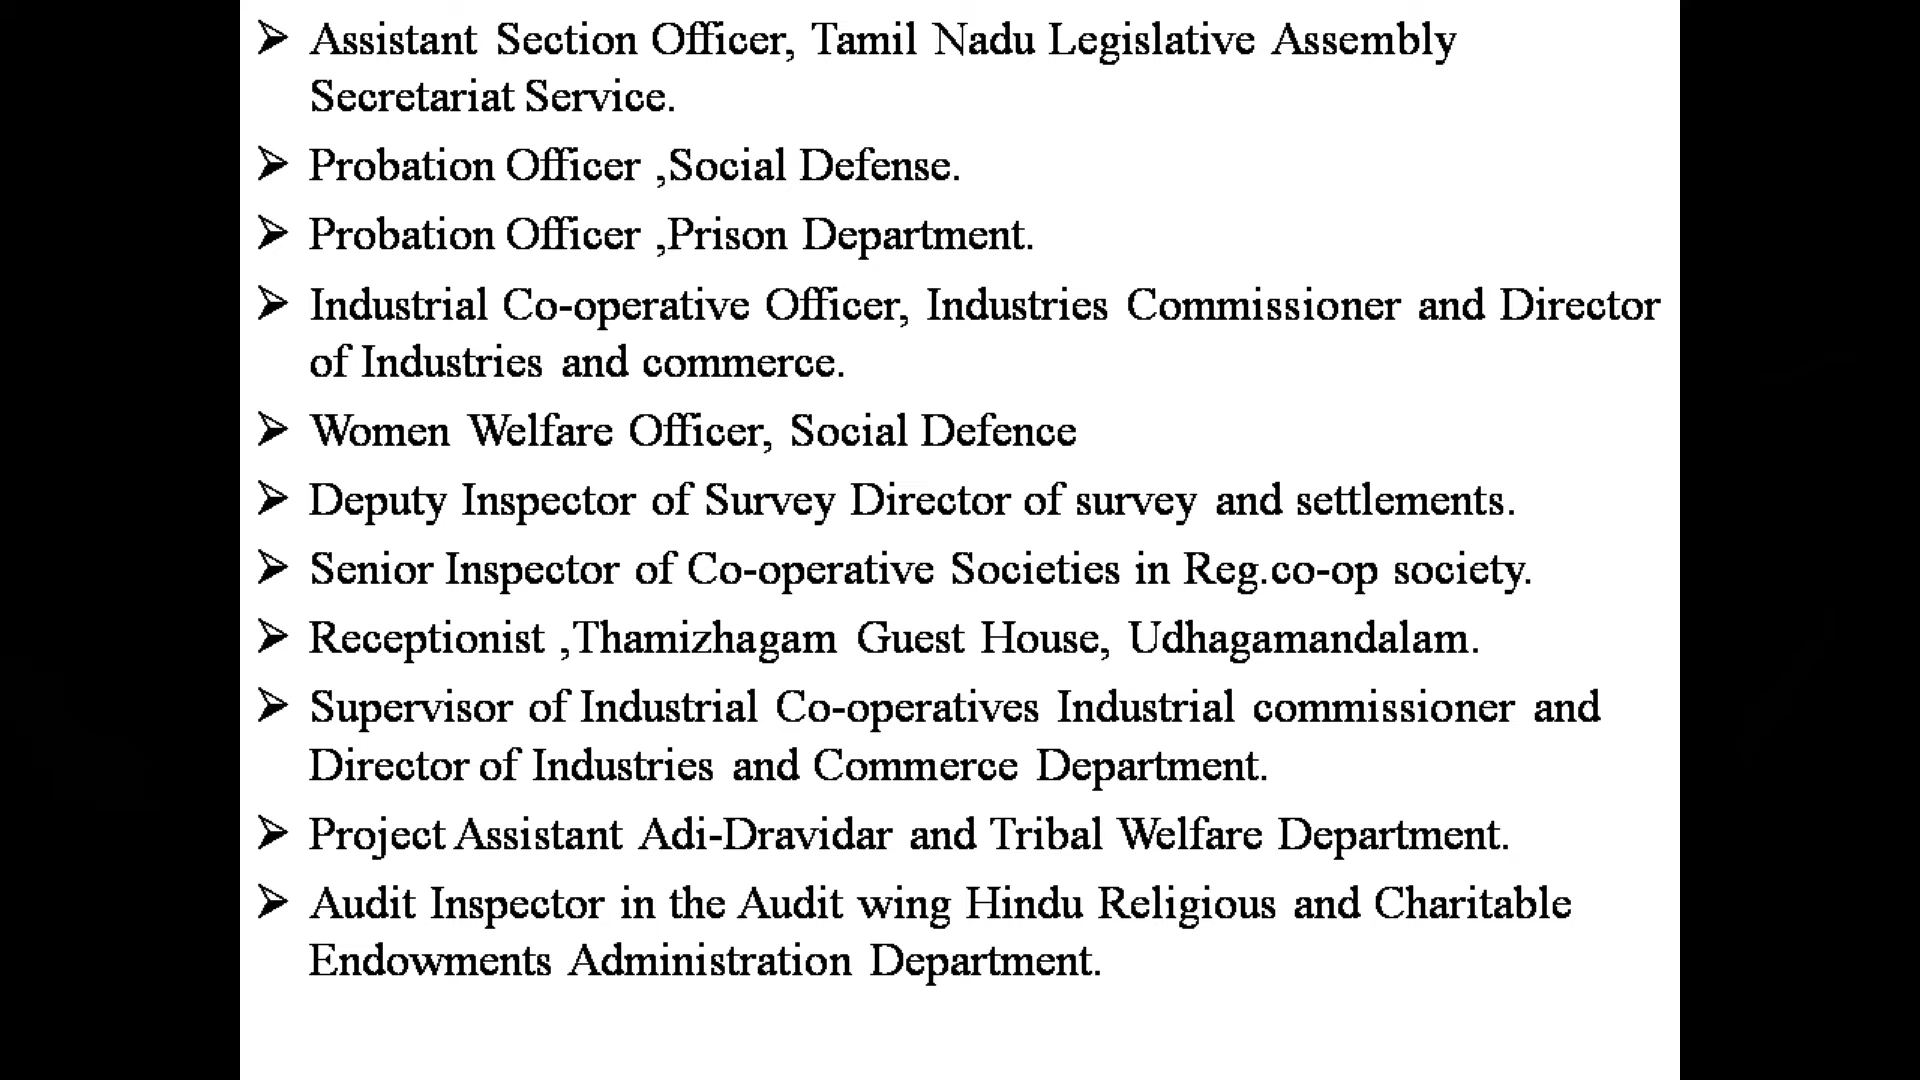 ➢ Assistant Section Officer, Tamil Nadu Legislative Assembly
Secretariat Service.
➢ Probation Officer ,Social Defense.
➢ Probation Officer ,Prison Department.
➢ Industrial Co-operative Officer, Industries Commissioner and Director
of Industries and commerce.
➢ Women Welfare Officer, Social Defence
➢ Deputy Inspector of Survey Director of survey and settlements.
➢ Senior Inspector of Co-operative Societies in Reg.co-op society.
➢ Receptionist ,Thamizhagam Guest House, Udhagamandalam.
➢ Supervisor of Industrial Co-operatives Industrial commissioner and
Director of Industries and Commerce Department.
➢ Project Assistant Adi-Dravidar and Tribal Welfare Department.
➢ Audit Inspector in the Audit wing Hindu Religious and Charitable
Endowments Administration Department.